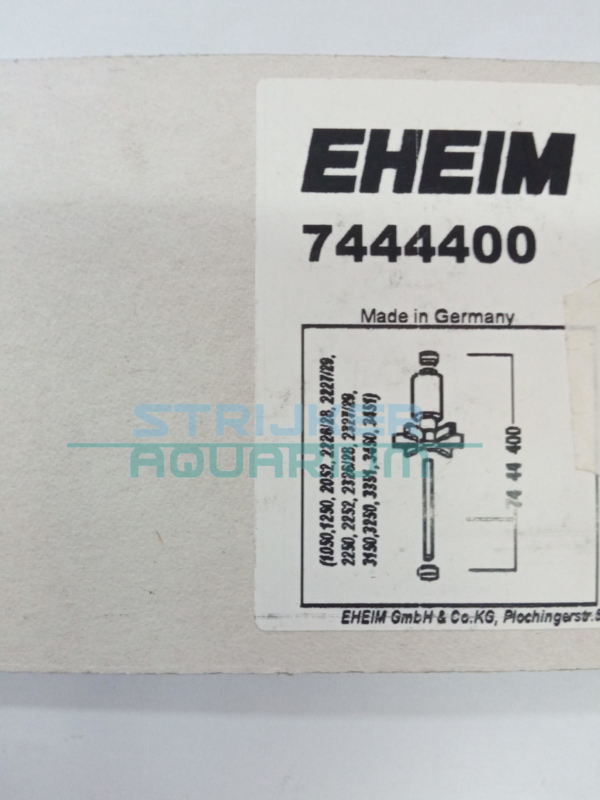 EHEIM
7444400
Made in Germany
(1050,1250, 2052, 2226/28, 2227/29,
2250, 2252, 2326/28, 2327/29,
3150,3250, 3351, 3450, 3451)
74 44 400
STRIJKER
AQUARIUM
EHEIM GmbH & Co.KG, Plochingerstr.5